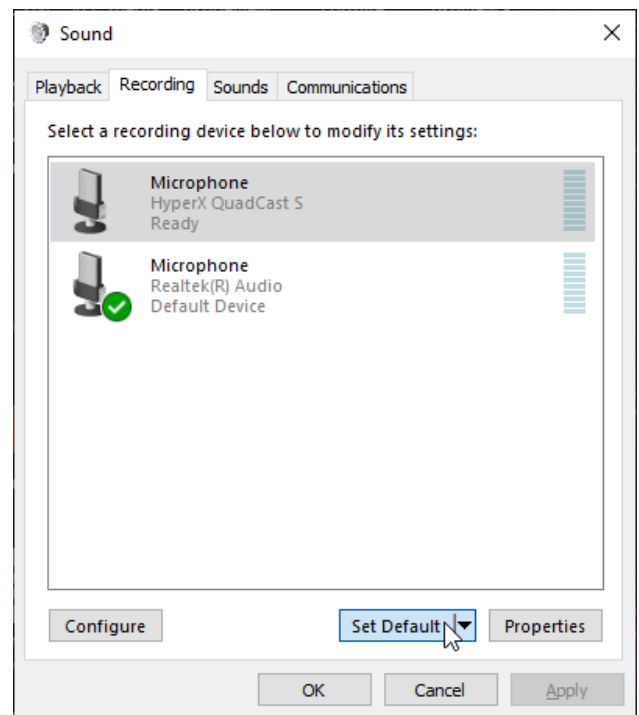 Sound
Playback Recording Sounds Communications
Select a recording device below to modify its settings:
Microphone
HyperX QuadCast S
Ready
Microphone
Realtek(R) Audio
Default Device
Configure Set Default Properties
OK Cancel Apply